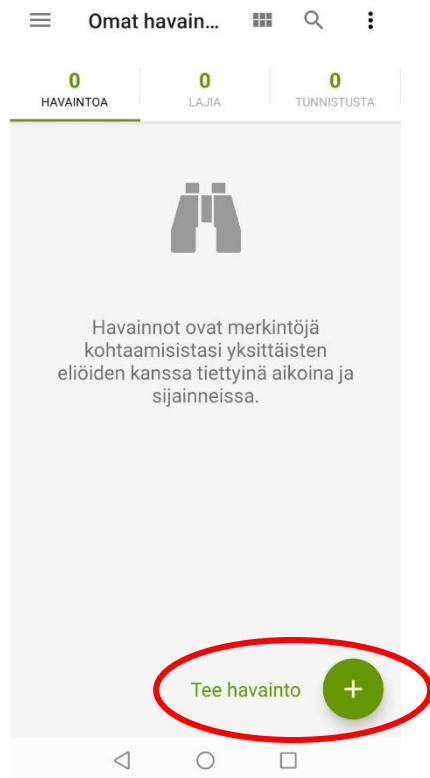 Omat havain...
0
HAVAINTOA
0
LAJIA
0
TUNNISTUSTA
Havainnot ovat merkintöjä
kohtaamisistasi yksittäisten
eliöiden kanssa tiettyinä aikoina ja
sijainneissa.
Tee havainto